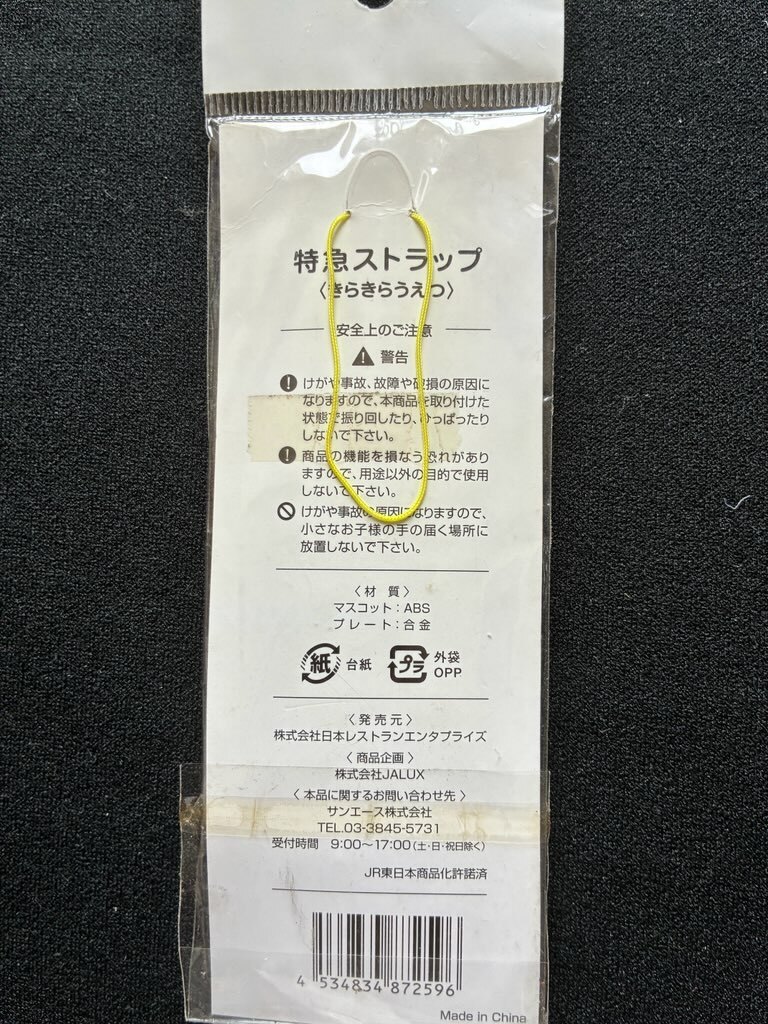 特急ストラップ
〈きらきらうえつ〉
安全上のご注意
警告
けがや事故、故障や破損の原因に
なりますので、本商品を取り付けた
状態で振り回したり、ひっぱったり
しないで下さい。
商品の機能を損なう恐れがあり
ますので、用途以外の目的で使用
しないで下さい。
けがや事故の原因になりますので、
小さなお子様の手の届く場所に
放置しないで下さい。
〈材 質〉
マスコット:ABS
プレート:合金
紙 台紙
プラ 外袋
OPP
〈発売元〉
株式会社日本レストランエンタプライズ
〈商品企画〉
株式会社JALUX
〈本品に関するお問い合わせ先〉
サンエース株式会社
TEL.03-3845-5731
受付時間 9:00~17:00(土・日・祝日除く)
JR東日本商品化許諾済
4 534834 872596
Made in China